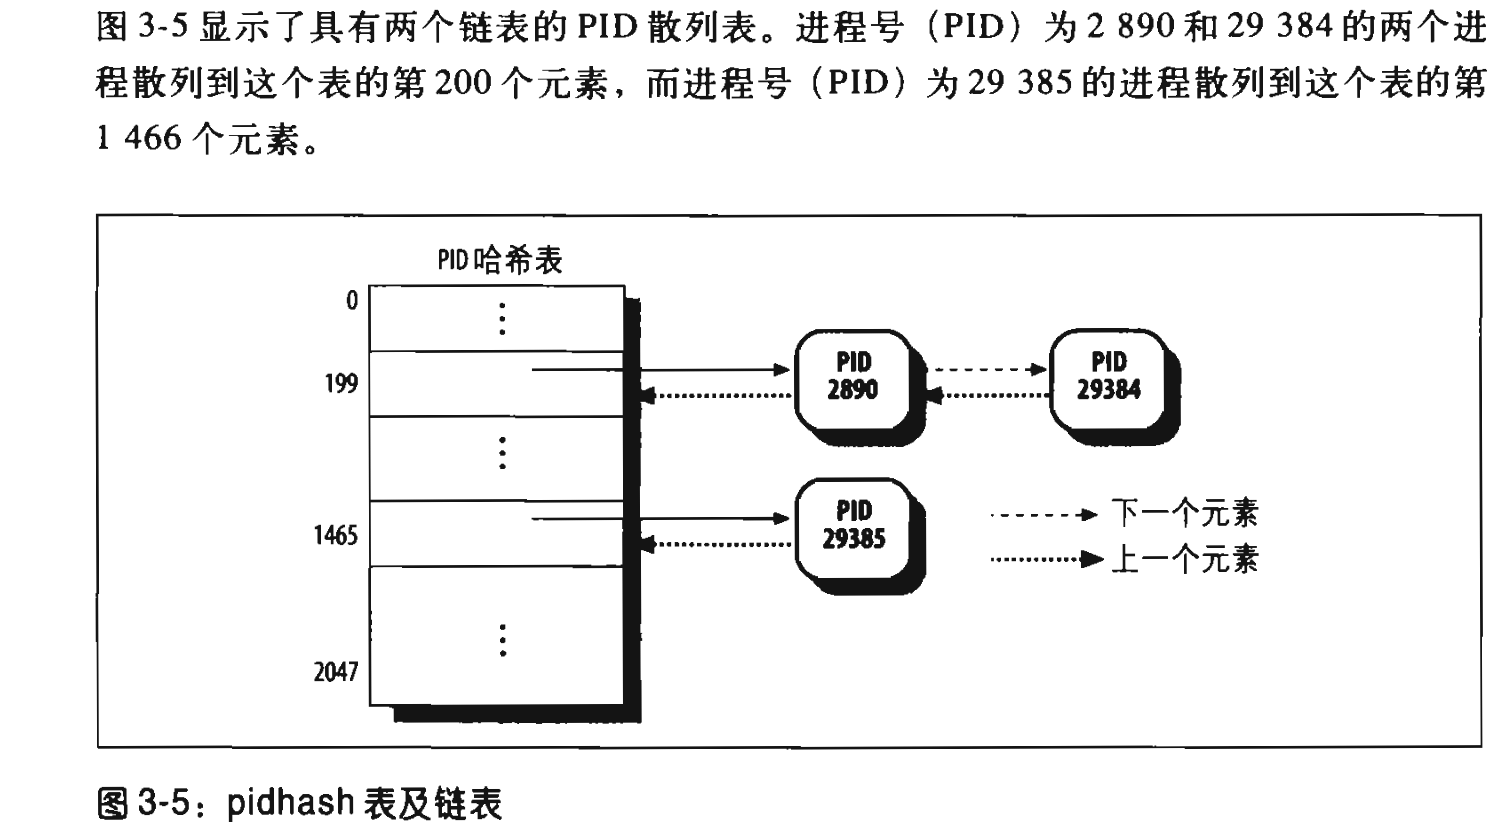 图 3-5 显示了具有两个链表的 PID 散列表。进程号（PID）为 2 890 和 29 384 的两个进
程散列到这个表的第 200 个元素，而进程号（PID）为 29 385 的进程散列到这个表的第
1 466 个元素。
PID 哈希表
0
199
PID
2890
PID
29384
1465
PID
29385
下一个元素
上一个元素
2047
图 3-5：pidhash 表及链表